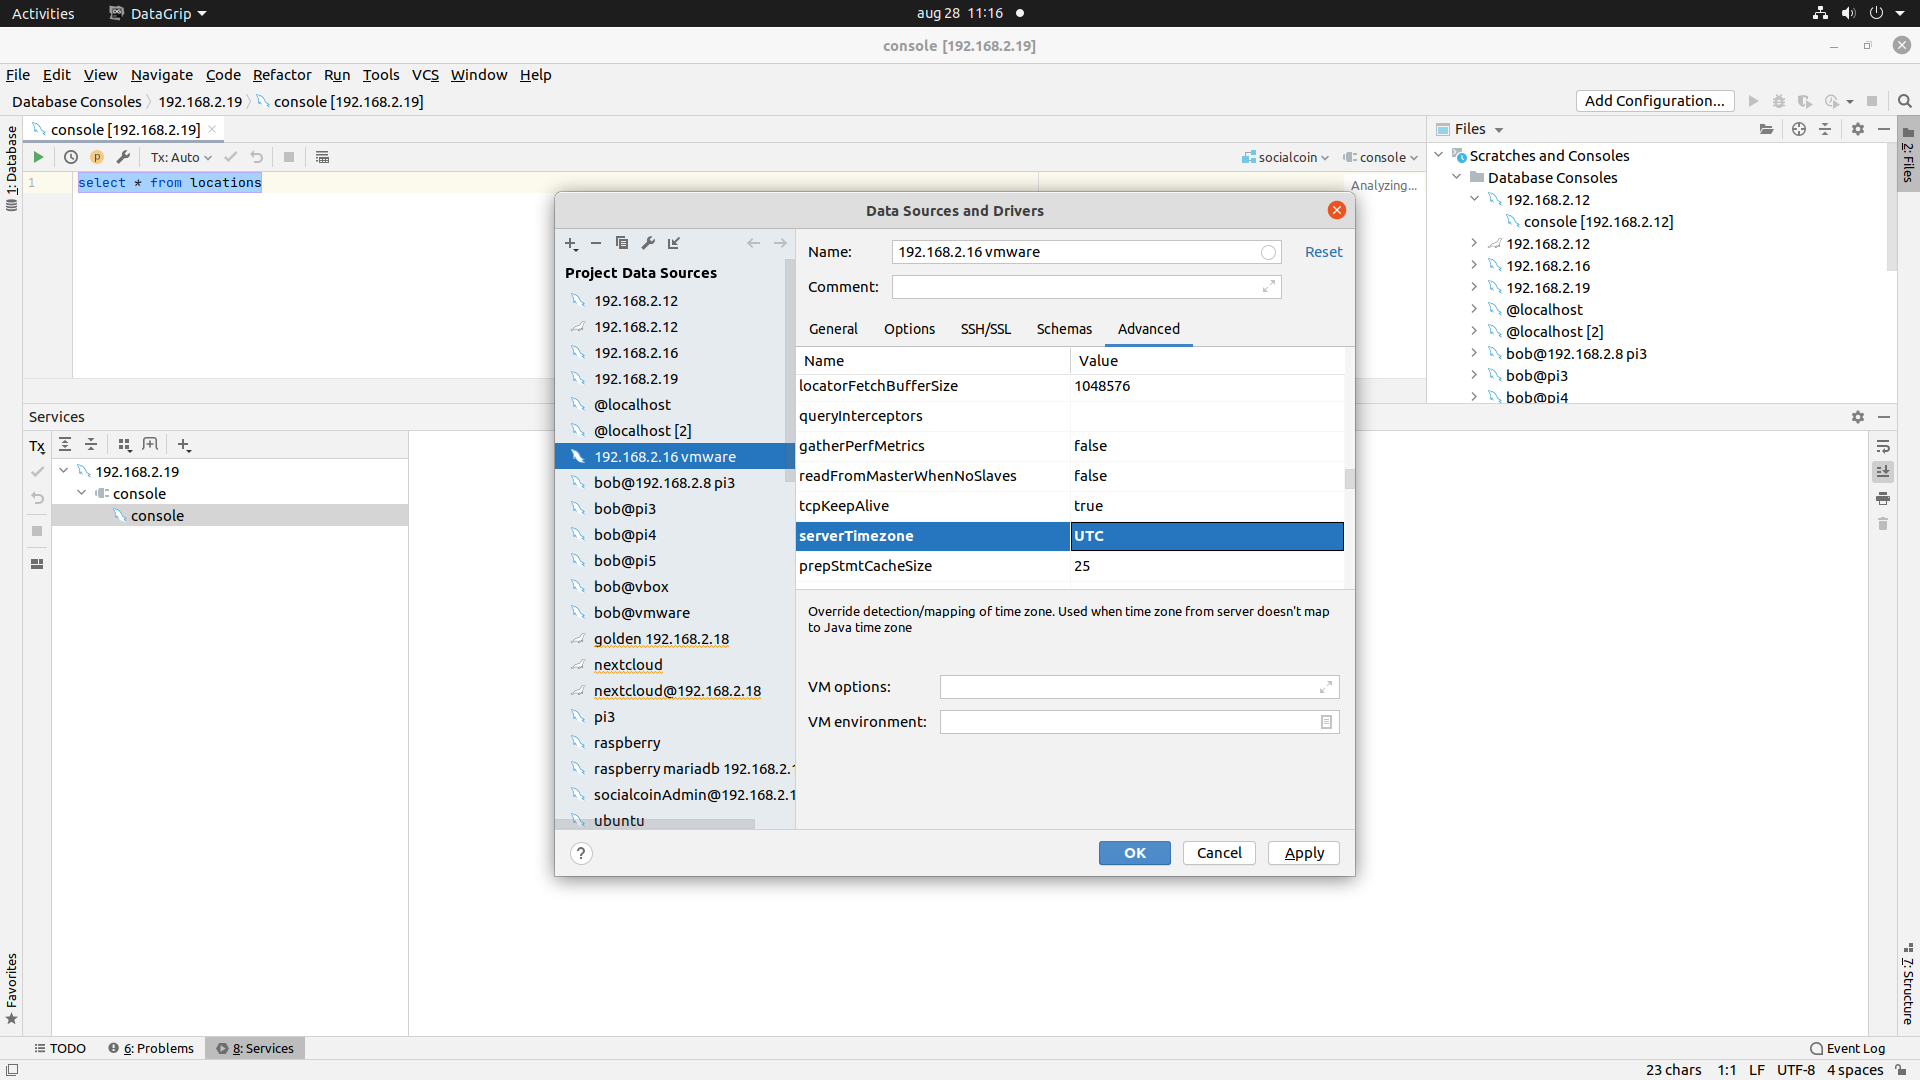 Activities DataGrip aug 28 11:16
console [192.168.2.19]
File Edit View Navigate Code Refactor Run Tools VCS Window Help
Database Consoles 192.168.2.19 console [192.168.2.19] Add Configuration...
1: Database
console [192.168.2.19]
Tx: Auto socialcoin console
1 select * from locations
Analyzing...
Files
Scratches and Consoles
Database Consoles
192.168.2.12
console [192.168.2.12]
192.168.2.12
192.168.2.16
192.168.2.19
@localhost
@localhost [2]
bob@192.168.2.8 pi3
bob@pi3
bob@pi4
2: Files
Services
Tx
192.168.2.19
console
console
Data Sources and Drivers
Project Data Sources
192.168.2.12
192.168.2.12
192.168.2.16
192.168.2.19
@localhost
@localhost [2]
192.168.2.16 vmware
bob@192.168.2.8 pi3
bob@pi3
bob@pi4
bob@pi5
bob@vbox
bob@vmware
golden 192.168.2.18
nextcloud
nextcloud@192.168.2.18
pi3
raspberry
raspberry mariadb 192.168.2.1
socialcoinAdmin@192.168.2.1
ubuntu
Name: 192.168.2.16 vmware Reset
Comment:
General Options SSH/SSL Schemas Advanced
Name Value
locatorFetchBufferSize 1048576
queryInterceptors
gatherPerfMetrics false
readFromMasterWhenNoSlaves false
tcpKeepAlive true
serverTimezone UTC
prepStmtCacheSize 25
Override detection/mapping of time zone. Used when time zone from server doesn't map
to Java time zone
VM options:
VM environment:
? OK Cancel Apply
Favorites
7: Structure
TODO 6: Problems 8: Services Event Log
23 chars 1:1 LF UTF-8 4 spaces